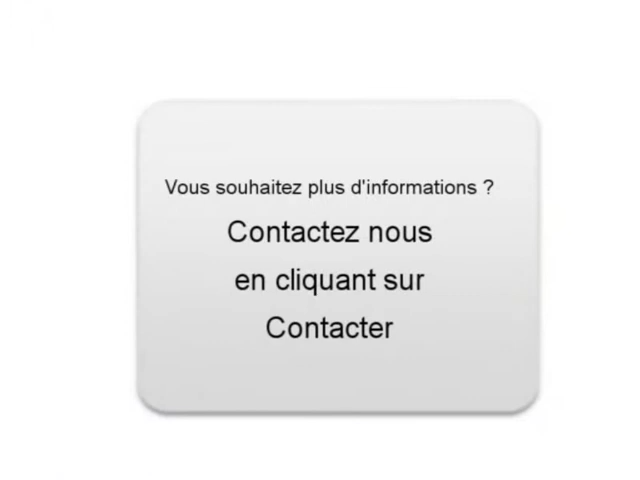 Vous souhaitez plus d'informations ?
Contactez nous
en cliquant sur
Contacter